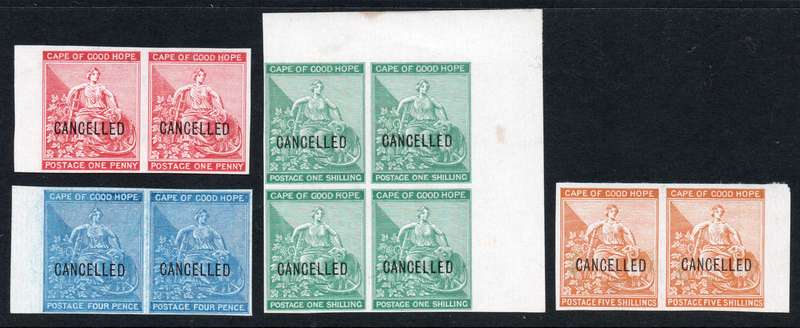 CAPE OF GOOD HOPE CAPE OF GOOD HOPE
CANCELLED CANCELLED
POSTAGE ONE PENNY POSTAGE ONE PENNY
CAPE OF GOOD HOPE CAPE OF GOOD HOPE
CANCELLED CANCELLED
POSTAGE FOUR PENCE POSTAGE FOUR PENCE
CAPE OF GOOD HOPE CAPE OF GOOD HOPE
CANCELLED CANCELLED
POSTAGE ONE SHILLING POSTAGE ONE SHILLING
CAPE OF GOOD HOPE CAPE OF GOOD HOPE
CANCELLED CANCELLED
POSTAGE ONE SHILLING POSTAGE ONE SHILLING
CAPE OF GOOD HOPE CAPE OF GOOD HOPE
CANCELLED CANCELLED
POSTAGE FIVE SHILLINGS POSTAGE FIVE SHILLINGS